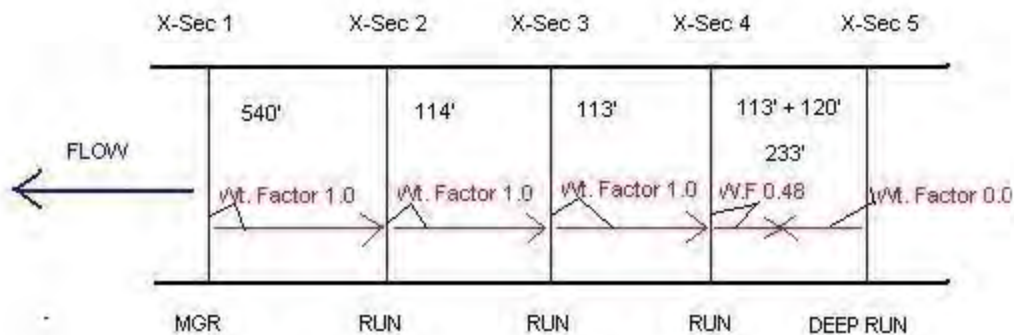 X-Sec 1 X-Sec 2 X-Sec 3 X-Sec 4 X-Sec 5
540' 114' 113' 113' + 120'
FLOW 233'
Wt. Factor 1.0 Wt. Factor 1.0 Wt. Factor 1.0 W.F 0.48 Wt. Factor 0.0
MGR RUN RUN RUN DEEP RUN